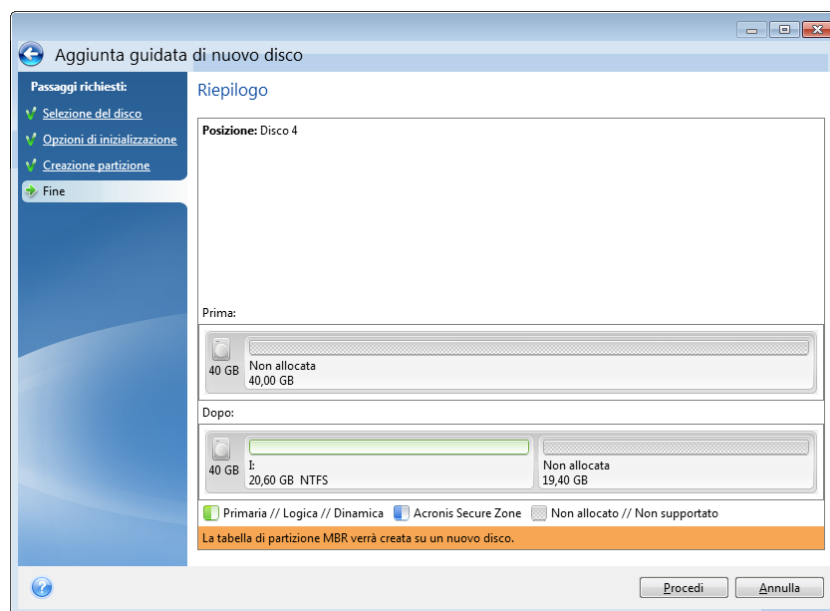 Aggiunta guidata di nuovo disco
Passaggi richiesti:
Selezione del disco
Opzioni di inizializzazione
Creazione partizione
Fine
Riepilogo
Posizione: Disco 4
Prima:
40 GB
Non allocata
40,00 GB
Dopo:
40 GB
I:
20,60 GB NTFS
Non allocata
19,40 GB
Primaria // Logica // Dinamica Acronis Secure Zone Non allocato // Non supportato
La tabella di partizione MBR verrà creata su un nuovo disco.
Procedi Annulla